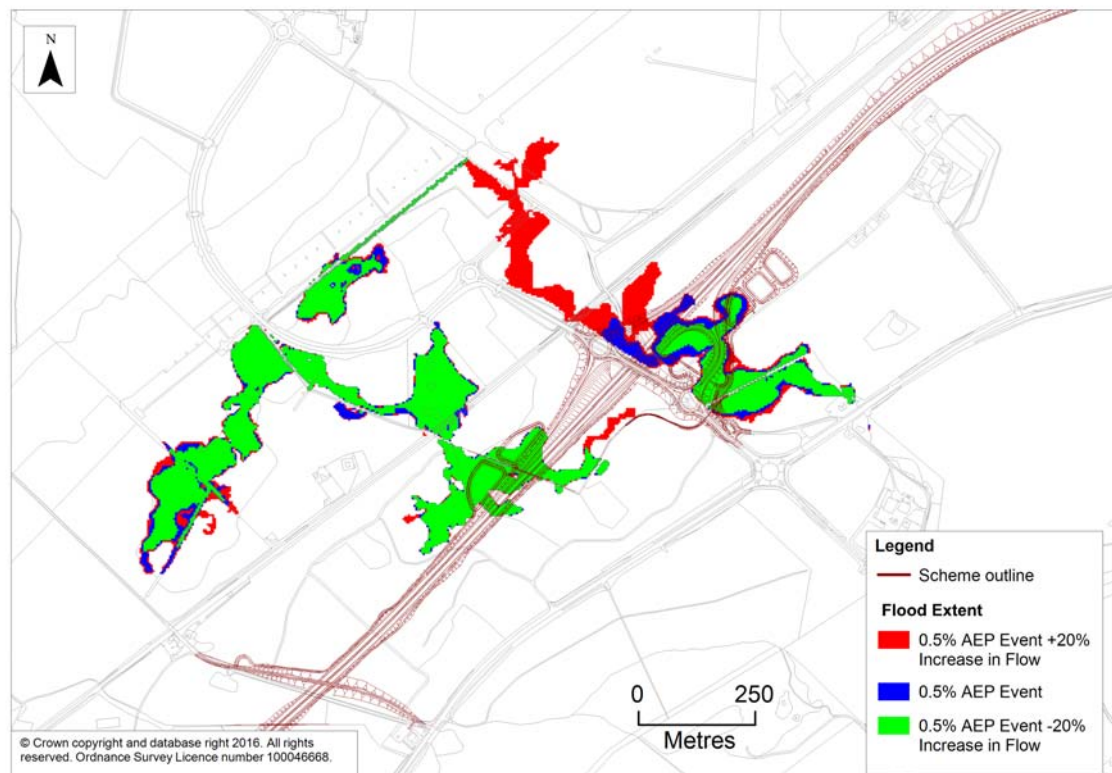 N
Legend
Scheme outline
Flood Extent
0.5% AEP Event +20%
Increase in Flow
0.5% AEP Event
0.5% AEP Event -20%
Increase in Flow
0 250
Metres
© Crown copyright and database right 2016. All rights
reserved. Ordnance Survey Licence number 100046668.